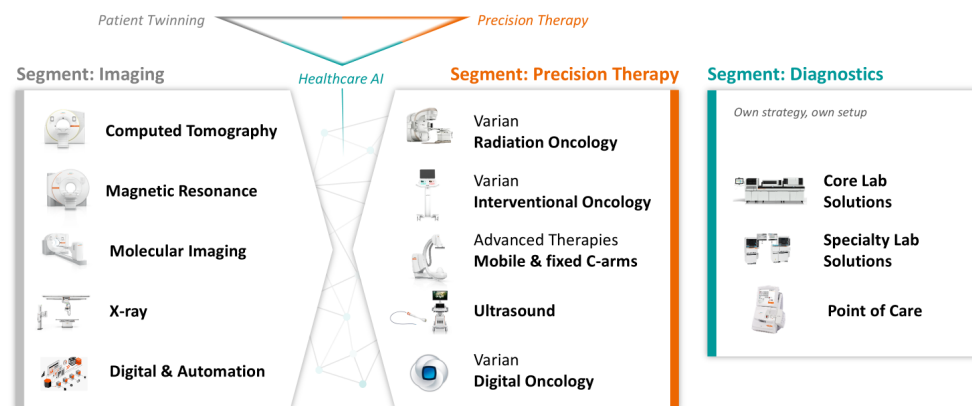 Patient Twinning
Precision Therapy
Healthcare AI
Segment: Imaging
Computed Tomography
Magnetic Resonance
Molecular Imaging
X-ray
Digital & Automation
Segment: Precision Therapy
Varian
Radiation Oncology
Varian
Interventional Oncology
Advanced Therapies
Mobile & fixed C-arms
Ultrasound
Varian
Digital Oncology
Segment: Diagnostics
Own strategy, own setup
Core Lab
Solutions
Specialty Lab
Solutions
Point of Care